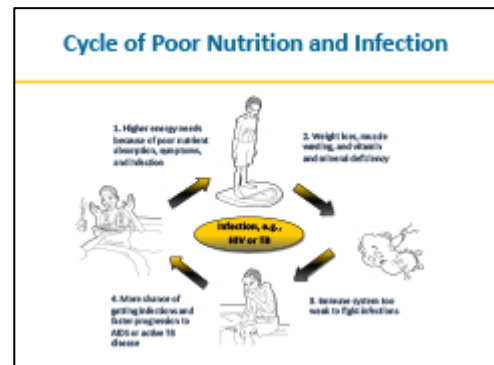 Cycle of Poor Nutrition and Infection
1. Higher energy needs
because of poor nutrient
absorption, symptoms,
and infection
2. Weight loss, muscle
wasting, and vitamin
and mineral deficiency
Infection, e.g.,
HIV or TB
3. Immune system too
weak to fight infections
4. More chance of
getting infections and
faster progression to
AIDS or active TB
disease